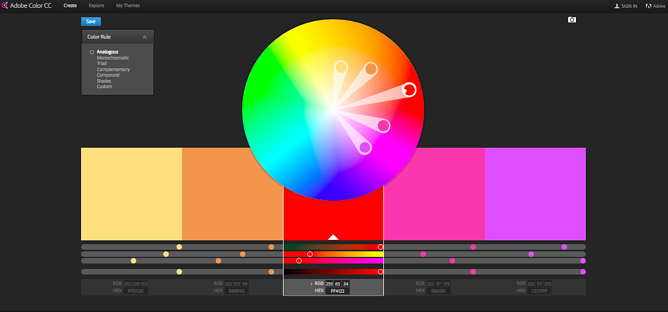 Adobe Color CC
Create
Explore
My Themes
SIGN IN
Adobe
Save
Color Rule
Analogous
Monochromatic
Triad
Complementary
Compound
Shades
Custom
RGB
HEX
RGB
HEX
RGB 255 65 34
HEX FF4122
RGB
HEX
RGB
HEX